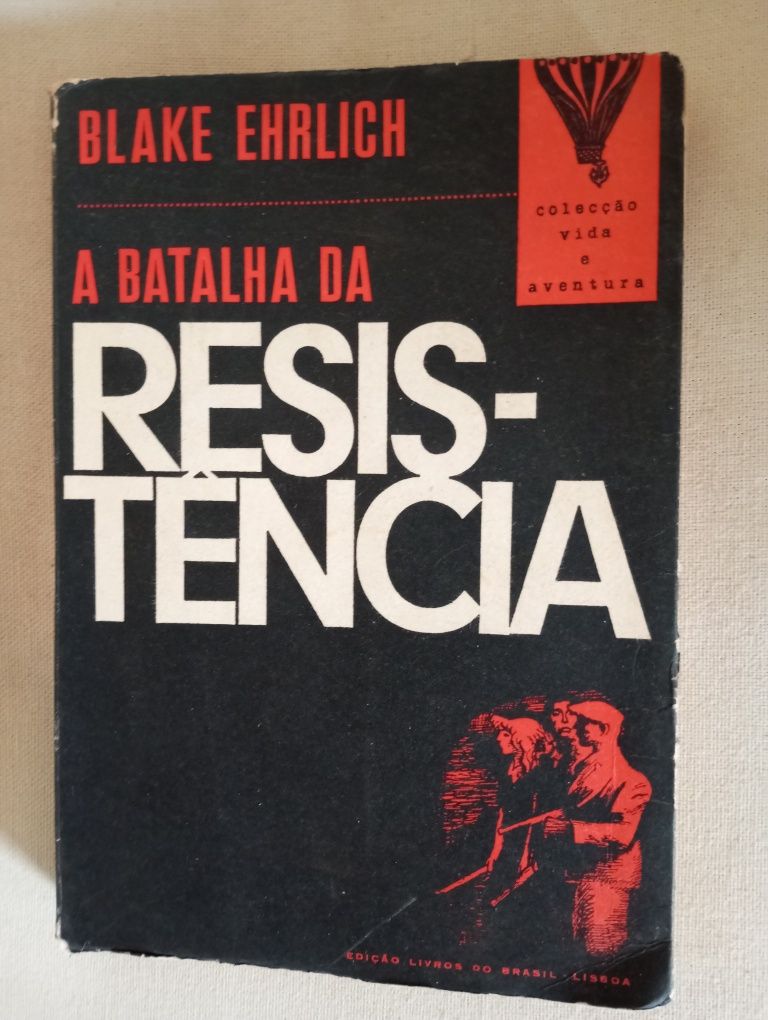 BLAKE EHRLICH
colecção
vida
e
aventura
A BATALHA DA
RESIS-
TÊNCIA
EDIÇÃO LIVROS DO BRASIL - LISBOA